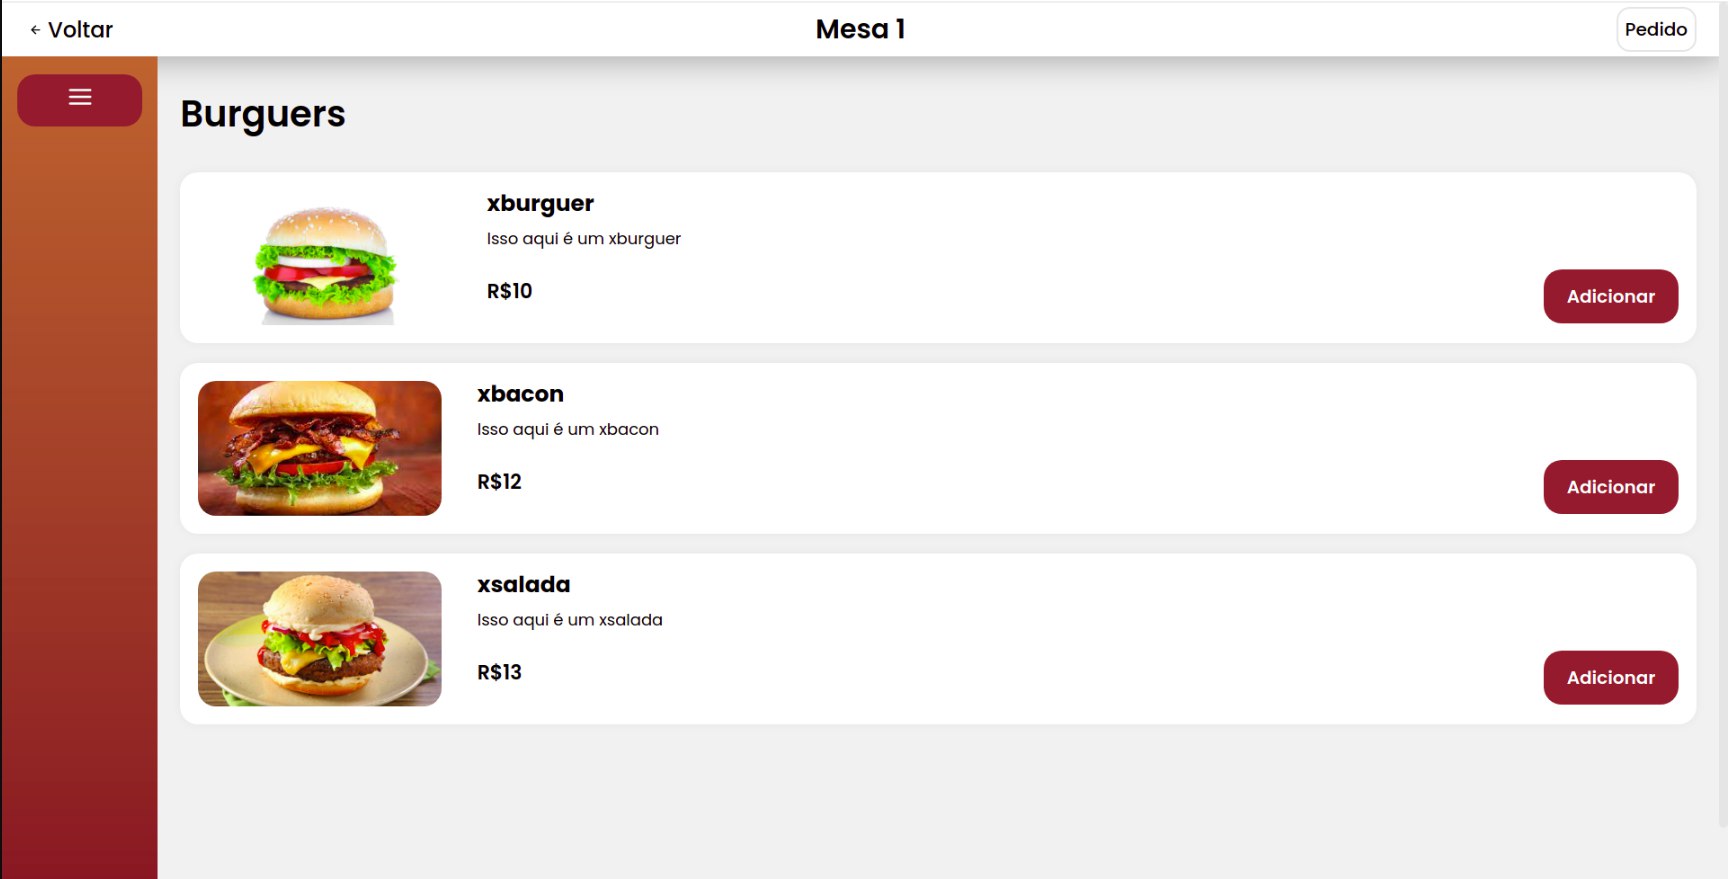 Voltar
Mesa 1
Pedido
Burguers
xburguer
Isso aqui é um xburguer
R$10
Adicionar
xbacon
Isso aqui é um xbacon
R$12
Adicionar
xsalada
Isso aqui é um xsalada
R$13
Adicionar